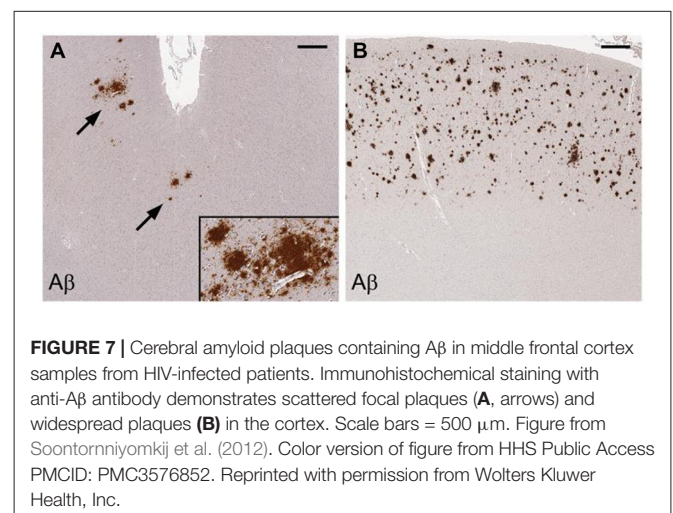 A
B
Aβ
Aβ
FIGURE 7 | Cerebral amyloid plaques containing Aβ in middle frontal cortex
samples from HIV-infected patients. Immunohistochemical staining with
anti-Aβ antibody demonstrates scattered focal plaques (A, arrows) and
widespread plaques (B) in the cortex. Scale bars = 500 μm. Figure from
Soontornniyomkij et al. (2012). Color version of figure from HHS Public Access
PMCID: PMC3576852. Reprinted with permission from Wolters Kluwer
Health, Inc.